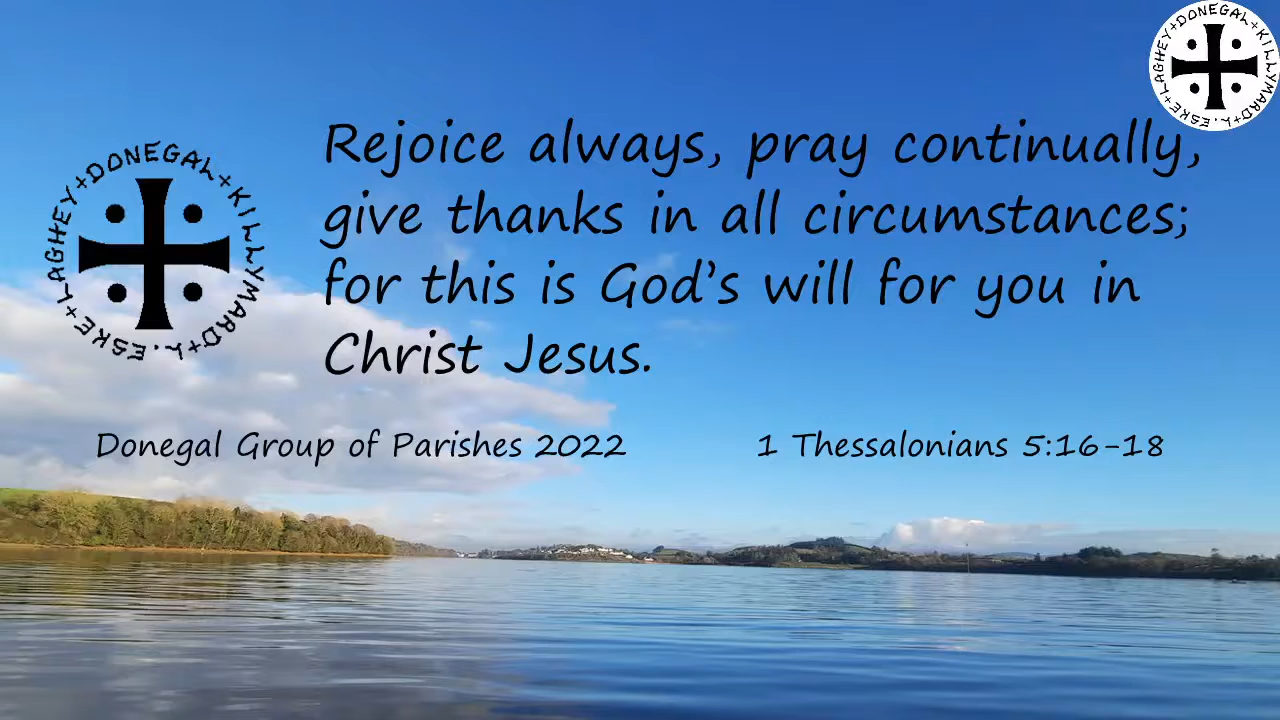 DONEGAL+KILLYMARD+L..ESKE+LAGHEY+
Rejoice always, pray continually,
give thanks in all circumstances;
for this is God’s will for you in
Christ Jesus.
DONEGAL+KILLYMARD+L..ESKE+LAGHEY+
Donegal Group of Parishes 2022
1 Thessalonians 5:16-18